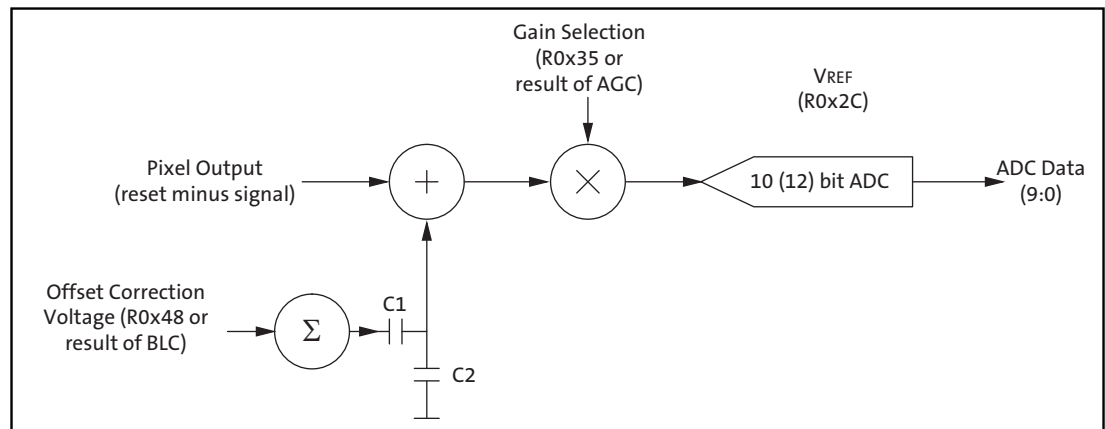 Gain Selection
(R0x35 or
result of AGC)
VREF
(R0x2C)
Pixel Output
(reset minus signal)
+
×
10 (12) bit ADC
ADC Data
(9:0)
Offset Correction
Voltage (R0x48 or
result of BLC)
Σ
C1
C2